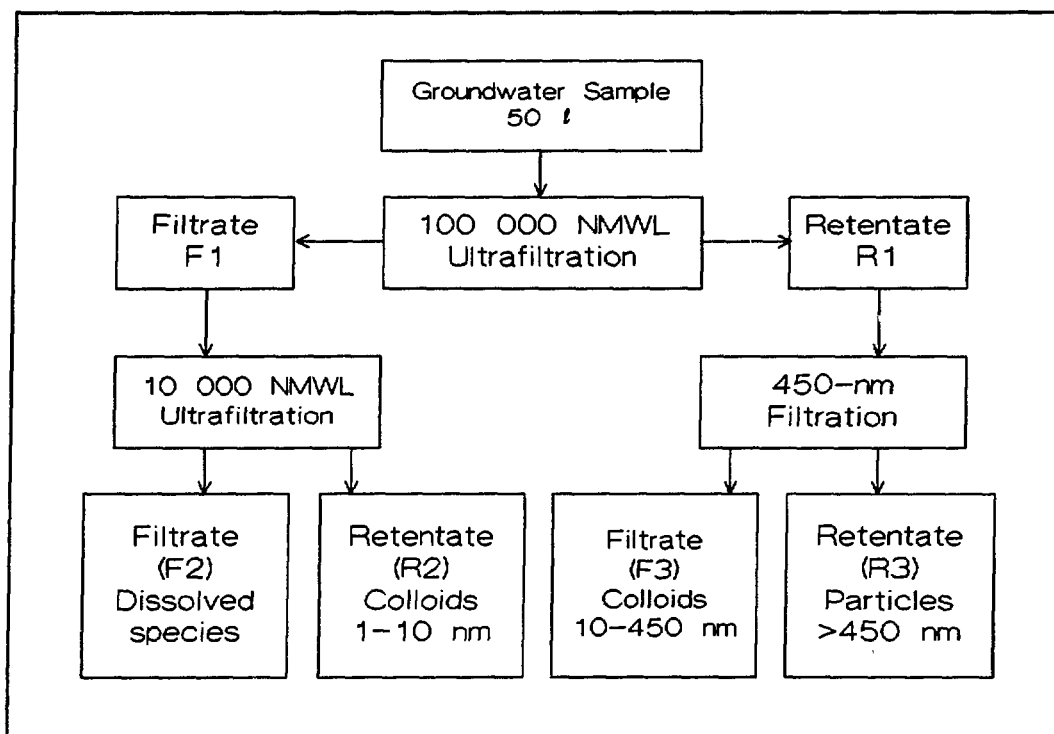 Groundwater Sample
50 ℓ
Filtrate
F1
100 000 NMWL
Ultrafiltration
Retentate
R1
10 000 NMWL
Ultrafiltration
450-nm
Filtration
Filtrate
(F2)
Dissolved
species
Retentate
(R2)
Colloids
1-10 nm
Filtrate
(F3)
Colloids
10-450 nm
Retentate
(R3)
Particles
>450 nm